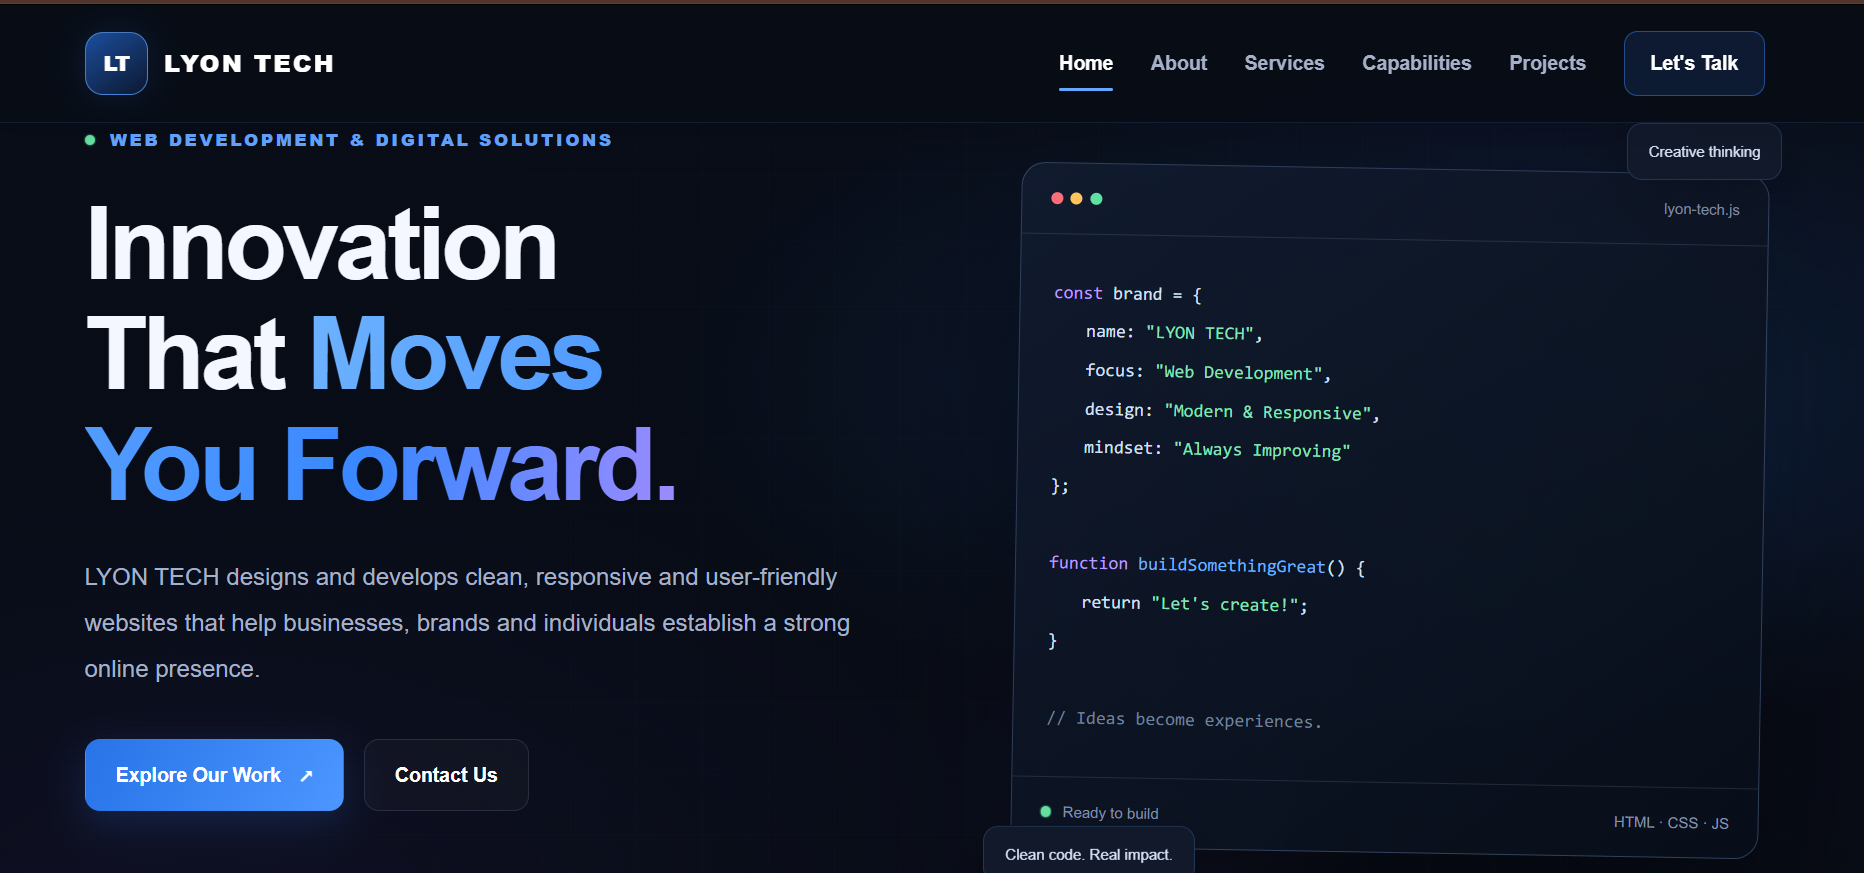 LT LYON TECH
Home About Services Capabilities Projects Let's Talk
WEB DEVELOPMENT & DIGITAL SOLUTIONS
Innovation
That Moves
You Forward.
LYON TECH designs and develops clean, responsive and user-friendly
websites that help businesses, brands and individuals establish a strong
online presence.
Explore Our Work ↗
Contact Us
Creative thinking
lyon-tech.js
const brand = {
name: "LYON TECH",
focus: "Web Development",
design: "Modern & Responsive",
mindset: "Always Improving"
};
function buildSomethingGreat() {
return "Let's create!";
}
// Ideas become experiences.
Ready to build
HTML · CSS · JS
Clean code. Real impact.